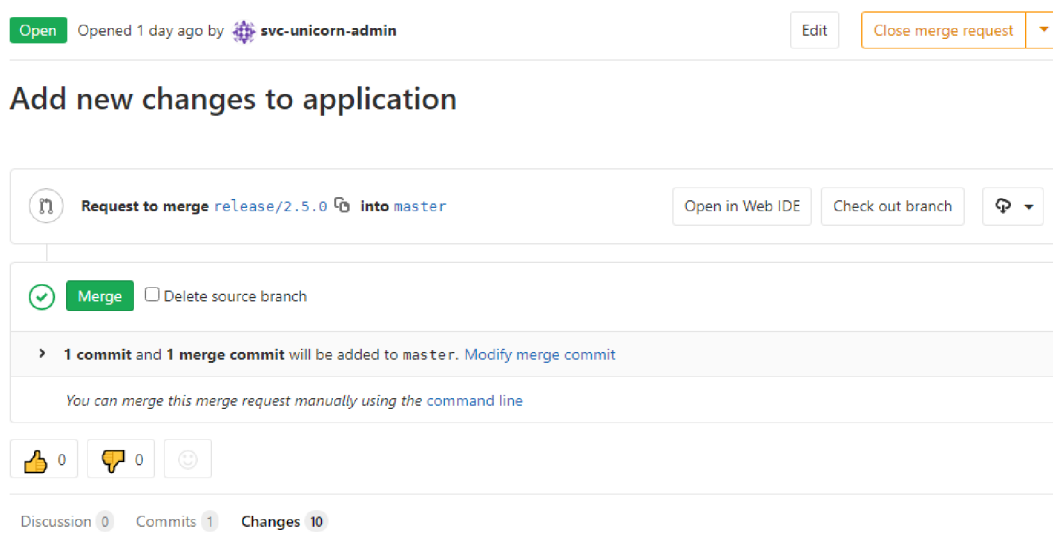 Open Opened 1 day ago by svc-unicorn-admin Edit Close merge request
Add new changes to application
Request to merge release/2.5.0 into master Open in Web IDE Check out branch
Merge Delete source branch
1 commit and 1 merge commit will be added to master. Modify merge commit
You can merge this merge request manually using the command line
0 0
Discussion 0 Commits 1 Changes 10